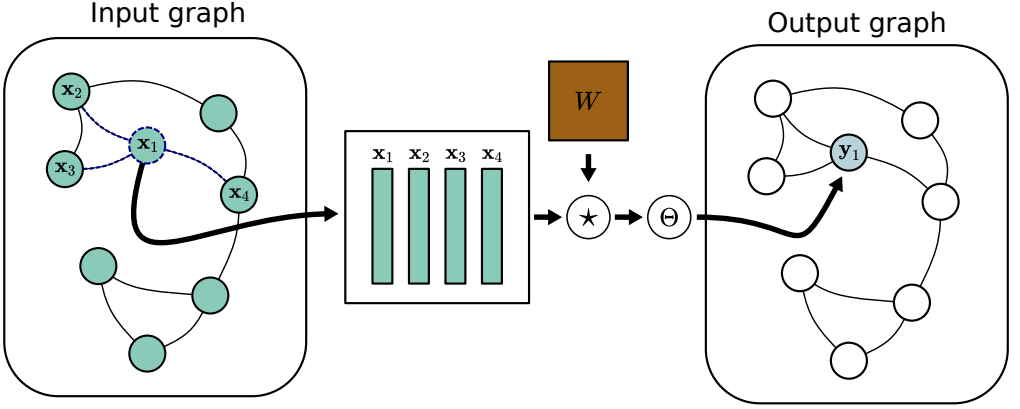 Input graph
Output graph
x₂
x₁
x₃
x₄
x₁ x₂ x₃ x₄
W
⋆
Θ
y₁